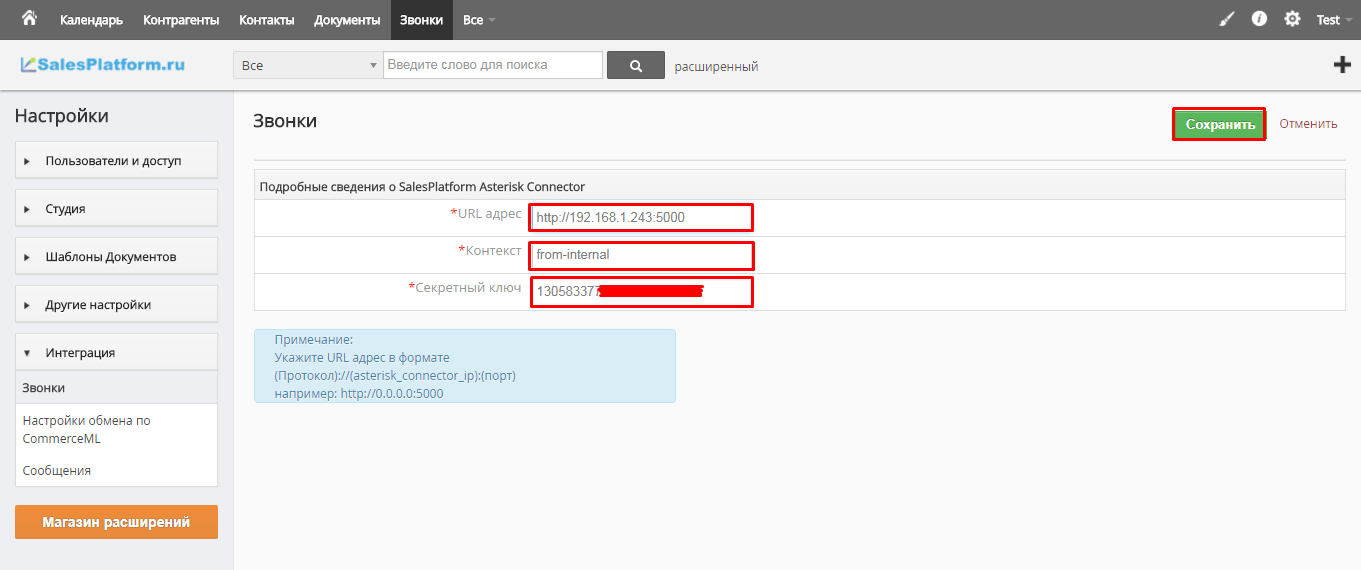 Календарь Контрагенты Контакты Документы Звонки Все Test
SalesPlatform.ru Все Введите слово для поиска расширенный
Настройки
Пользователи и доступ
Студия
Шаблоны Документов
Другие настройки
Интеграция
Звонки
Настройки обмена по
CommerceML
Сообщения
Магазин расширений
Звонки Сохранить Отменить
Подробные сведения о SalesPlatform Asterisk Connector
*URL адрес http://192.168.1.243:5000
*Контекст from-internal
*Секретный ключ 130583377
Примечание:
Укажите URL адрес в формате
(Протокол)://(asterisk_connector_ip):(порт)
например: http://0.0.0.0:5000